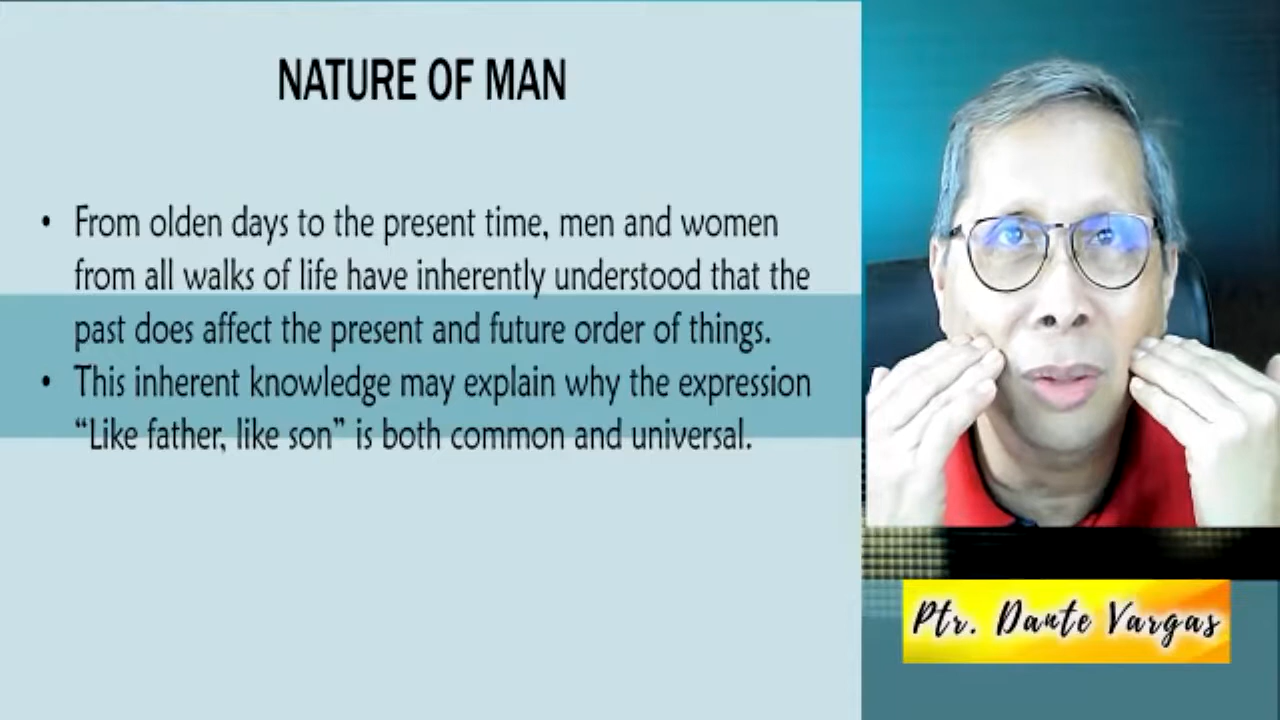 NATURE OF MAN
• From olden days to the present time, men and women
from all walks of life have inherently understood that the
past does affect the present and future order of things.
• This inherent knowledge may explain why the expression
“Like father, like son” is both common and universal.
Ptr. Dante Vargas